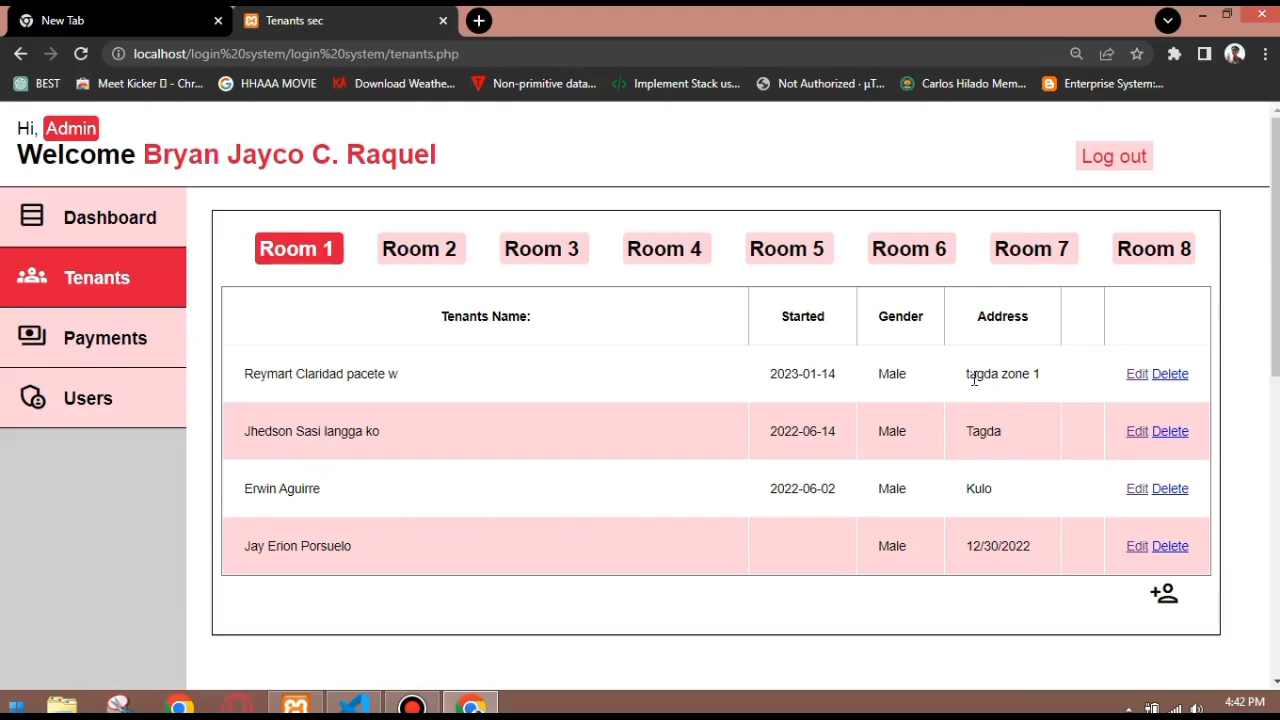 New Tab
Tenants sec
localhost/login%20system/login%20system/tenants.php
BEST
Meet Kicker - Chr...
HHAAA MOVIE
Download Weathe...
Non-primitive data...
Implement Stack us...
Not Authorized · µT...
Carlos Hilado Mem...
Enterprise System:...
Hi, Admin
Welcome Bryan Jayco C. Raquel
Log out
Dashboard
Tenants
Payments
Users
Room 1 Room 2 Room 3 Room 4 Room 5 Room 6 Room 7 Room 8
Tenants Name: Started Gender Address
Reymart Claridad pacete w 2023-01-14 Male tagda zone 1 Edit Delete
Jhedson Sasi langga ko 2022-06-14 Male Tagda Edit Delete
Erwin Aguirre 2022-06-02 Male Kulo Edit Delete
Jay Erion Porsuelo Male 12/30/2022 Edit Delete
4:42 PM